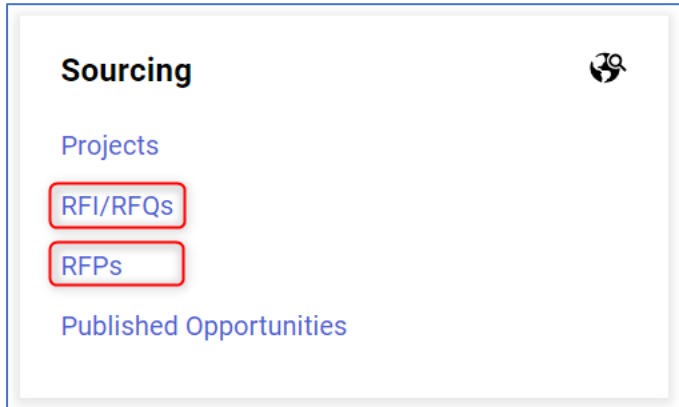 Sourcing
Projects
RFI/RFQs
RFPs
Published Opportunities